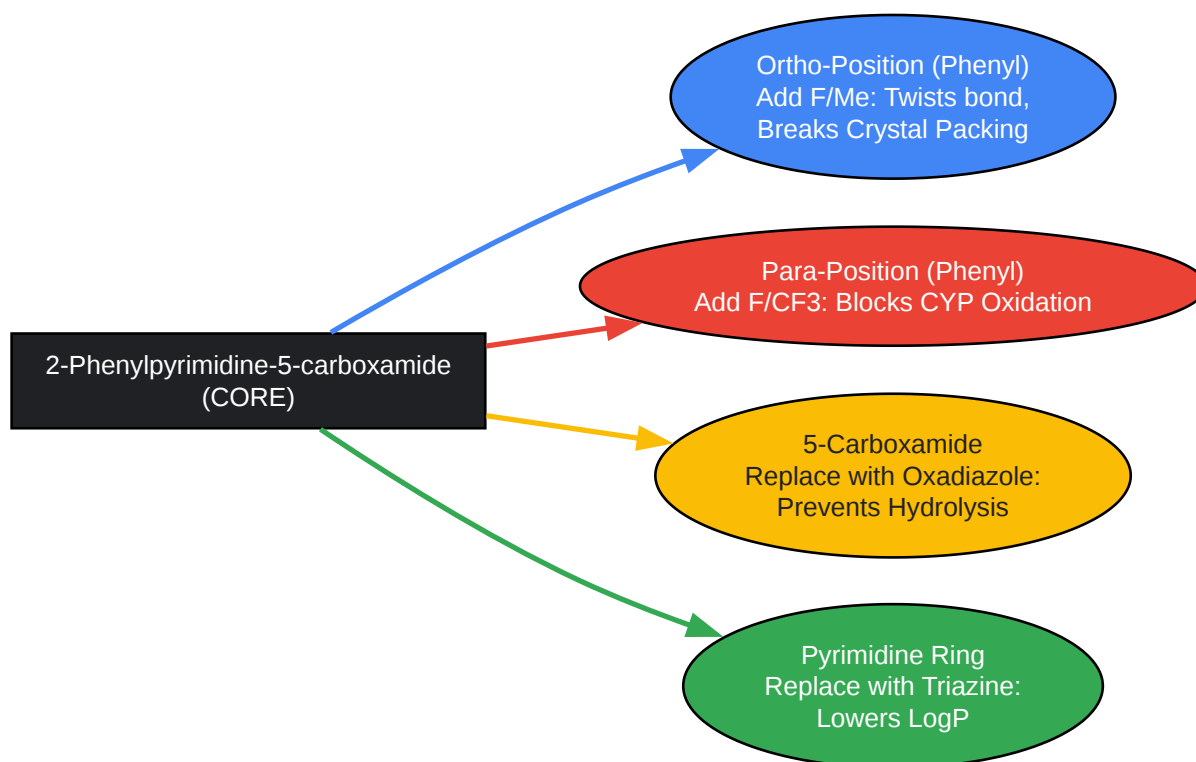 Ortho-Position (Phenyl)
Add F/Me: Twists bond,
Breaks Crystal Packing
Para-Position (Phenyl)
Add F/CF3: Blocks CYP Oxidation
2-Phenylpyrimidine-5-carboxamide
(CORE)
5-Carboxamide
Replace with Oxadiazole:
Prevents Hydrolysis
Pyrimidine Ring
Replace with Triazine:
Lowers LogP